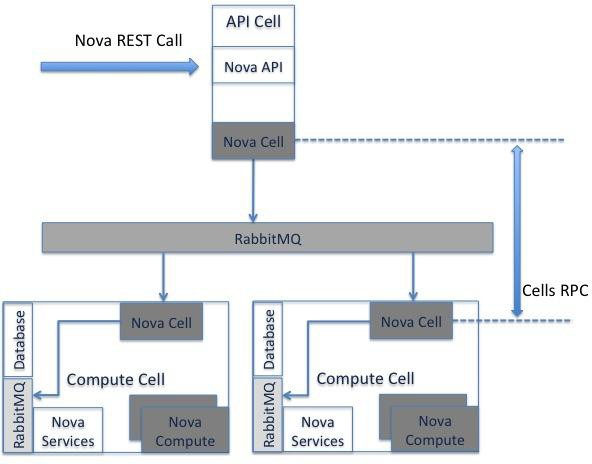 API Cell
Nova REST Call
Nova API
Nova Cell
RabbitMQ
Cells RPC
Database
Nova Cell
Compute Cell
RabbitMQ
Nova
Services
Nova
Compute
Database
Nova Cell
Compute Cell
RabbitMQ
Nova
Services
Nova
Compute